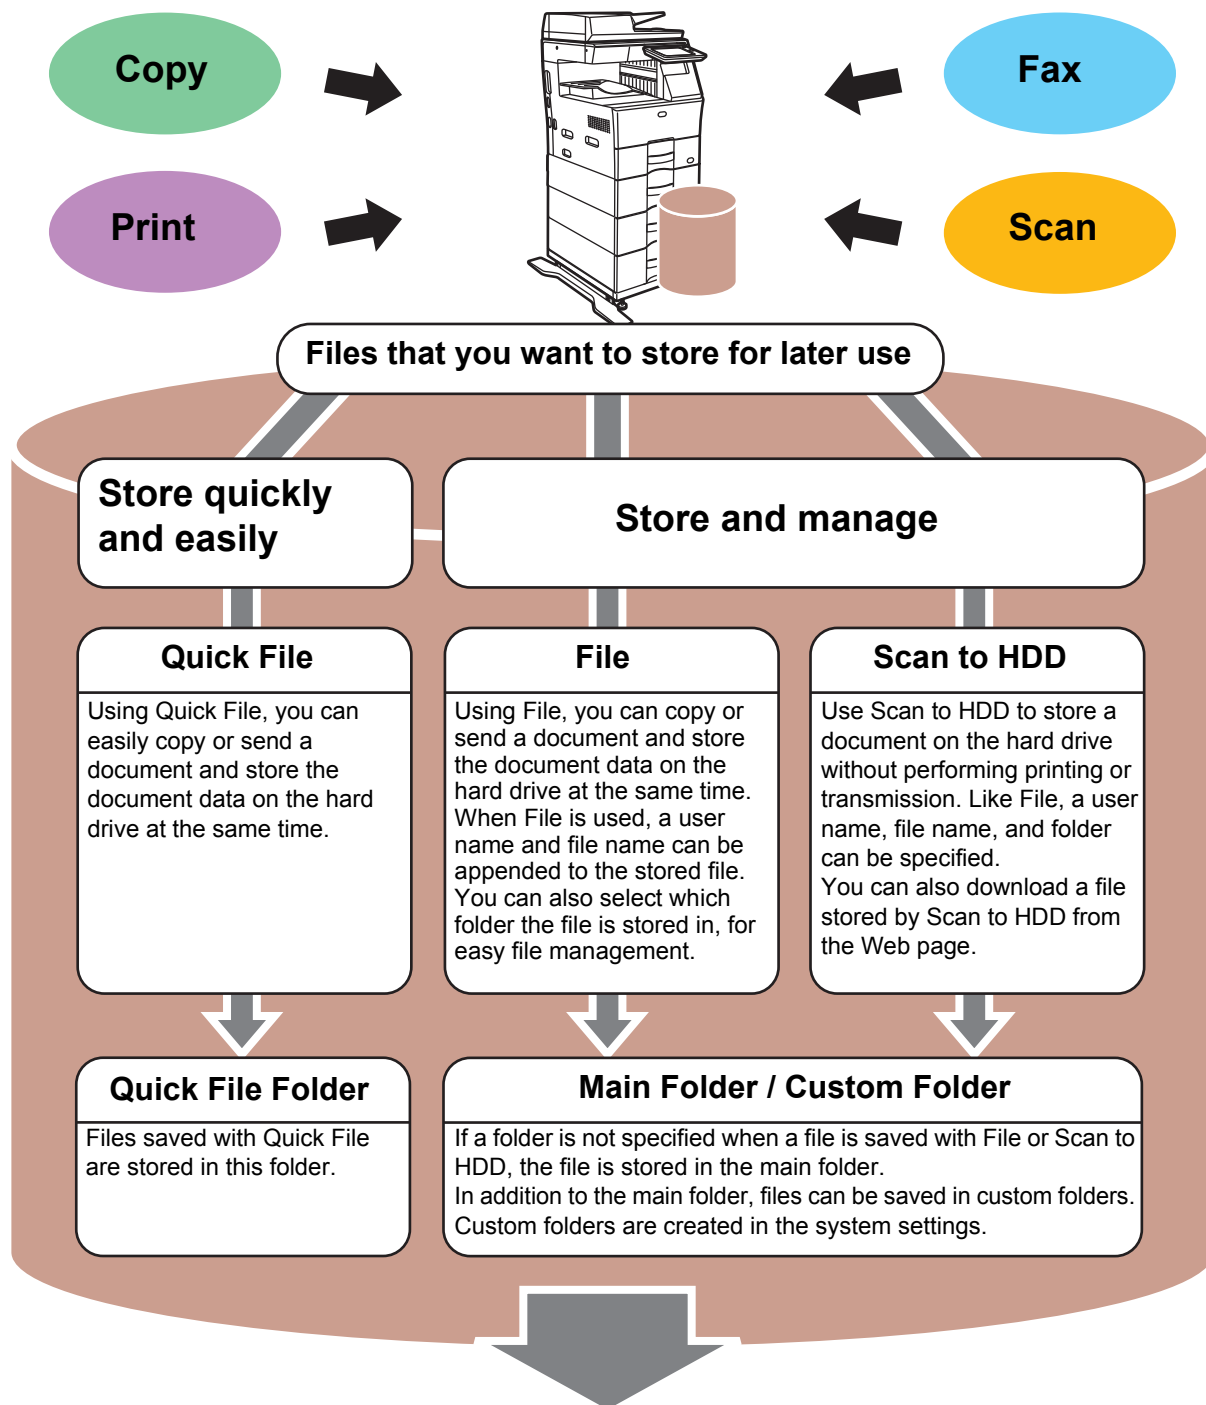 Copy
Fax
Print
Scan
Files that you want to store for later use
Store quickly
and easily
Store and manage
Quick File
Using Quick File, you can
easily copy or send a
document and store the
document data on the hard
drive at the same time.
File
Using File, you can copy or
send a document and store
the document data on the
hard drive at the same time.
When File is used, a user
name and file name can be
appended to the stored file.
You can also select which
folder the file is stored in, for
easy file management.
Scan to HDD
Use Scan to HDD to store a
document on the hard drive
without performing printing or
transmission. Like File, a user
name, file name, and folder
can be specified.
You can also download a file
stored by Scan to HDD from
the Web page.
Quick File Folder
Files saved with Quick File
are stored in this folder.
Main Folder / Custom Folder
If a folder is not specified when a file is saved with File or Scan to
HDD, the file is stored in the main folder.
In addition to the main folder, files can be saved in custom folders.
Custom folders are created in the system settings.